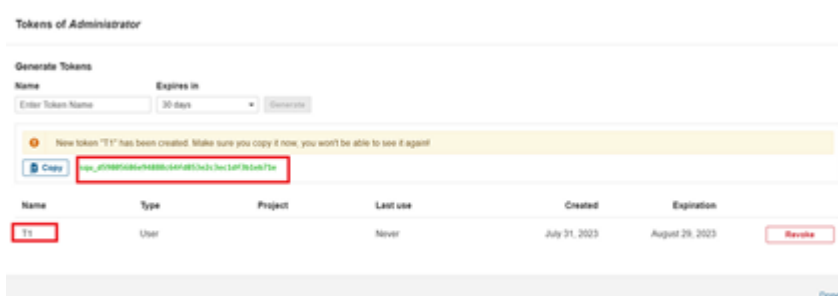 Tokens of Administrator
Generate Tokens
Name Expires in
Enter Token Name 30 days Generate
New token "T1" has been created. Make sure you copy it now, you won't be able to see it again!
Copy
Name Type Project Last use Created Expiration
T1 User Never July 31, 2023 August 29, 2023 Revoke